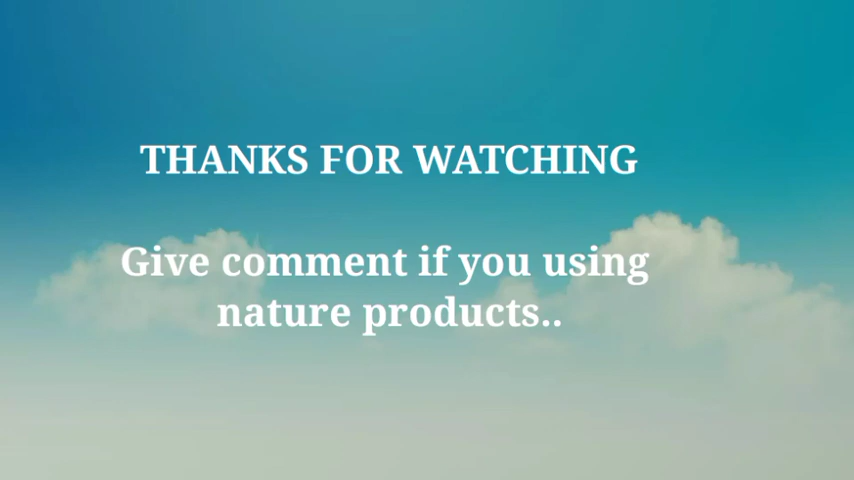 THANKS FOR WATCHING
Give comment if you using
nature products..